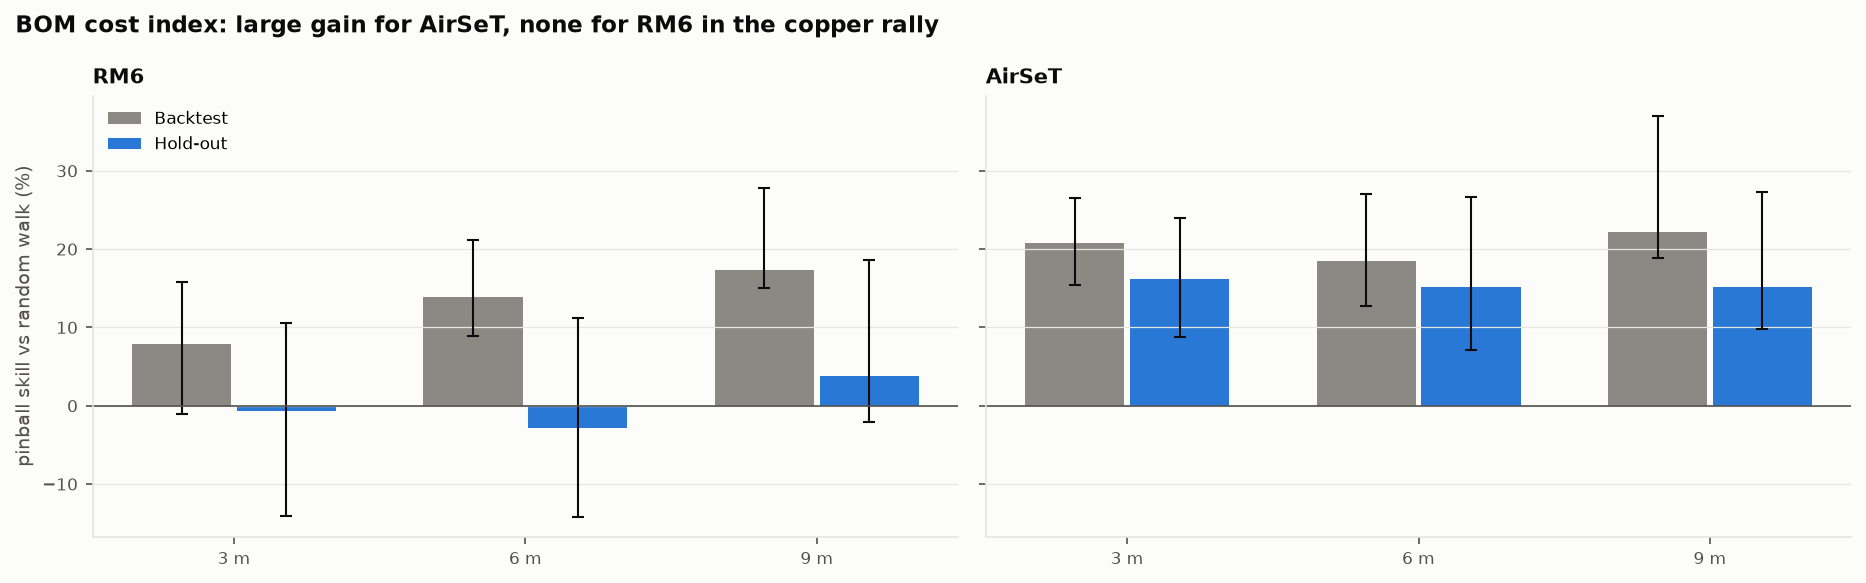 BOM cost index: large gain for AirSeT, none for RM6 in the copper rally
RM6
AirSeT
Backtest
Hold-out
pinball skill vs random walk (%)
30
20
10
0
−10
3 m
6 m
9 m
3 m
6 m
9 m